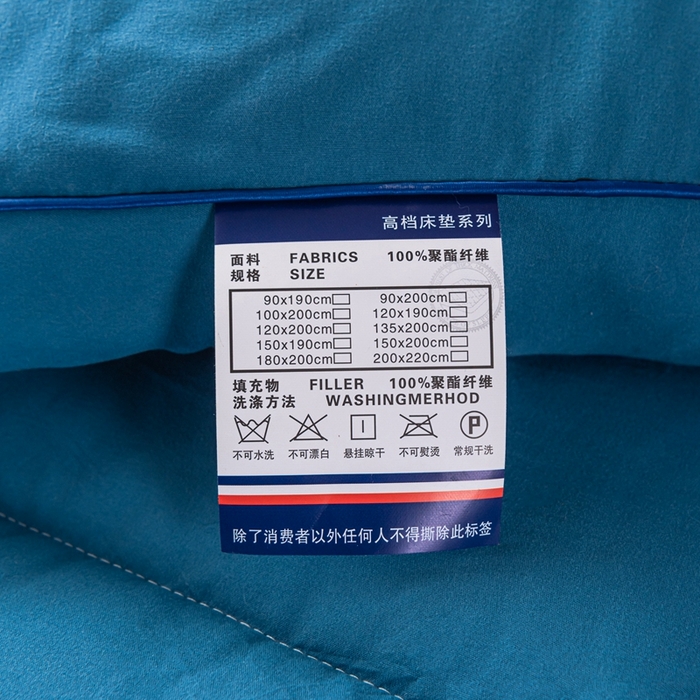 高档床垫系列
面料 FABRICS 100%聚酯纤维
规格 SIZE
90x190cm 90x200cm
100x200cm 120x190cm
120x200cm 135x200cm
150x190cm 150x200cm
180x200cm 200x220cm
填充物 FILLER 100%聚酯纤维
洗涤方法 WASHINGMERHOD
P
不可水洗 不可漂白 悬挂晾干 不可熨烫 常规干洗
除了消费者以外任何人不得撕除此标签